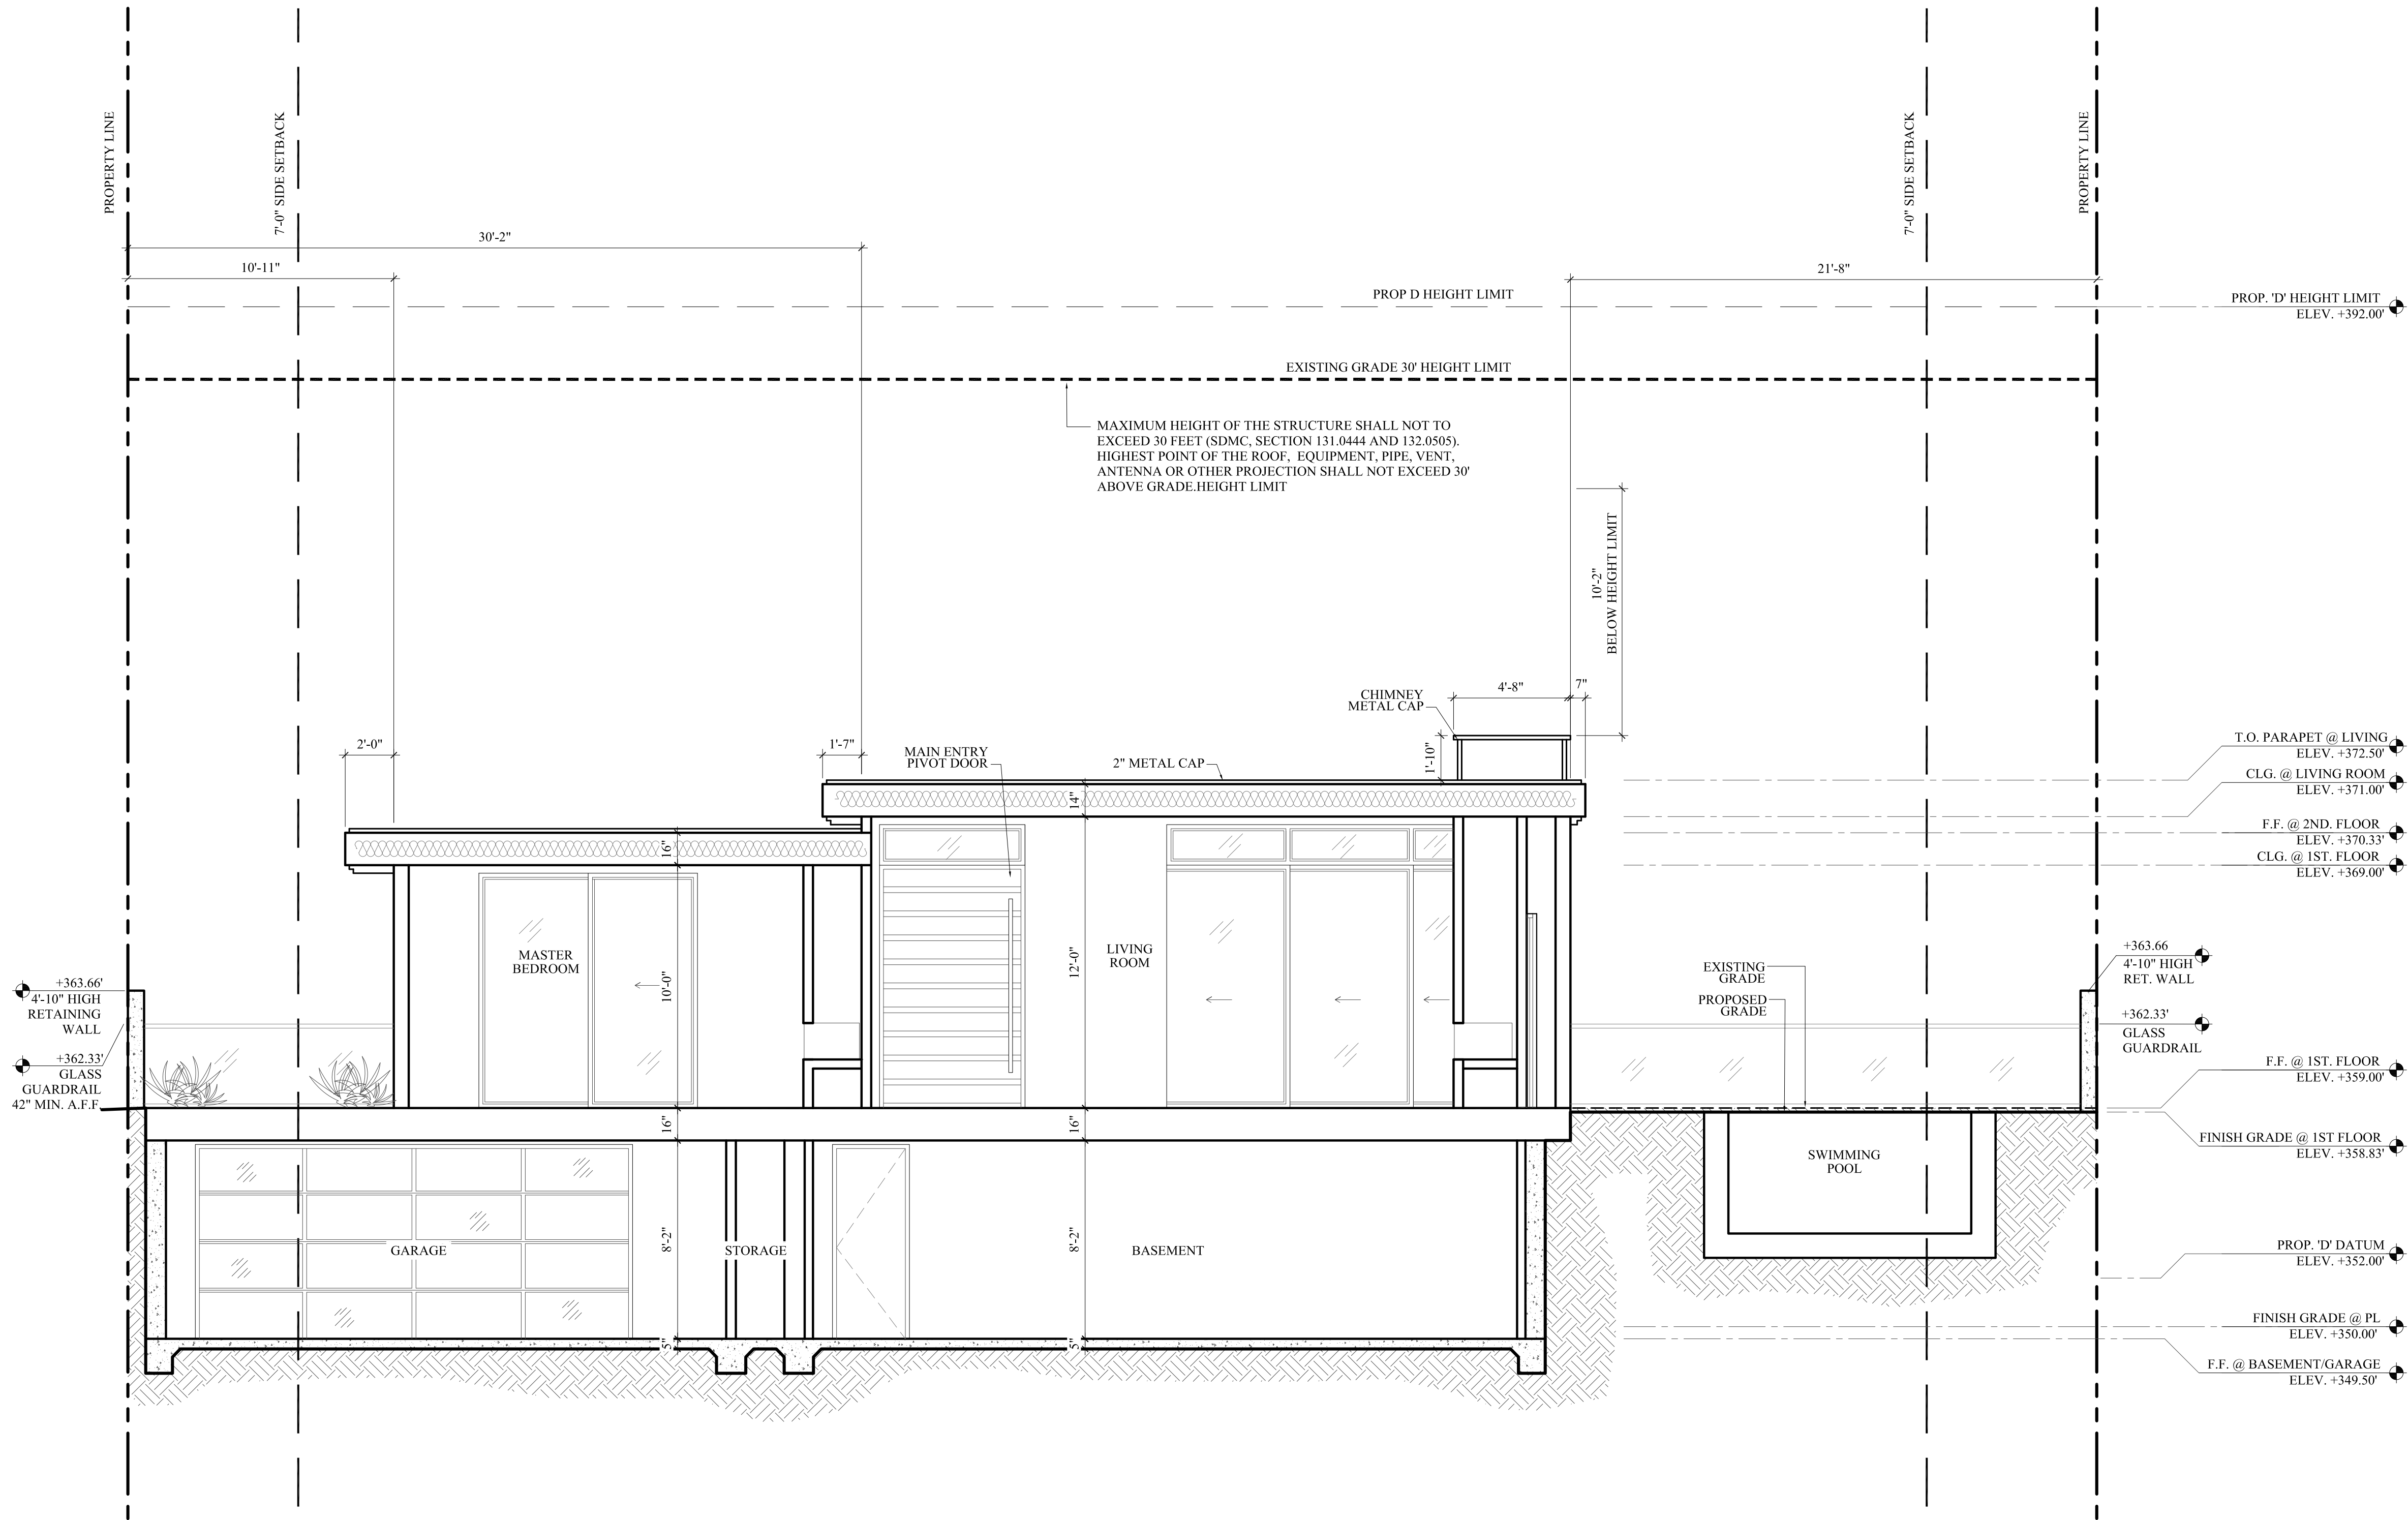 PROPERTY LINE
7'-0" SIDE SETBACK
7'-0" SIDE SETBACK
PROPERTY LINE
30'-2"
10'-11"
21'-8"
PROP D HEIGHT LIMIT
PROP. 'D' HEIGHT LIMIT
ELEV. +392.00'
EXISTING GRADE 30' HEIGHT LIMIT
MAXIMUM HEIGHT OF THE STRUCTURE SHALL NOT TO
EXCEED 30 FEET (SDMC, SECTION 131.0444 AND 132.0505).
HIGHEST POINT OF THE ROOF, EQUIPMENT, PIPE, VENT,
ANTENNA OR OTHER PROJECTION SHALL NOT EXCEED 30'
ABOVE GRADE.HEIGHT LIMIT
10'-2"
BELOW HEIGHT LIMIT
4'-8"
7"
CHIMNEY
METAL CAP
1'-10"
2'-0"
1'-7"
MAIN ENTRY
PIVOT DOOR
2" METAL CAP
T.O. PARAPET @ LIVING
ELEV. +372.50'
CLG. @ LIVING ROOM
ELEV. +371.00'
F.F. @ 2ND. FLOOR
ELEV. +370.33'
CLG. @ 1ST. FLOOR
ELEV. +369.00'
14"
16"
MASTER
BEDROOM
10'-0"
12'-0"
LIVING
ROOM
EXISTING
GRADE
PROPOSED
GRADE
+363.66'
4'-10" HIGH
RETAINING
WALL
+362.33'
GLASS
GUARDRAIL
42" MIN. A.F.F.
+363.66
4'-10" HIGH
RET. WALL
+362.33'
GLASS
GUARDRAIL
F.F. @ 1ST. FLOOR
ELEV. +359.00'
FINISH GRADE @ 1ST FLOOR
ELEV. +358.83'
16"
16"
SWIMMING
POOL
GARAGE
8'-2"
STORAGE
8'-2"
BASEMENT
PROP. 'D' DATUM
ELEV. +352.00'
FINISH GRADE @ PL
ELEV. +350.00'
F.F. @ BASEMENT/GARAGE
ELEV. +349.50'
5"
5"